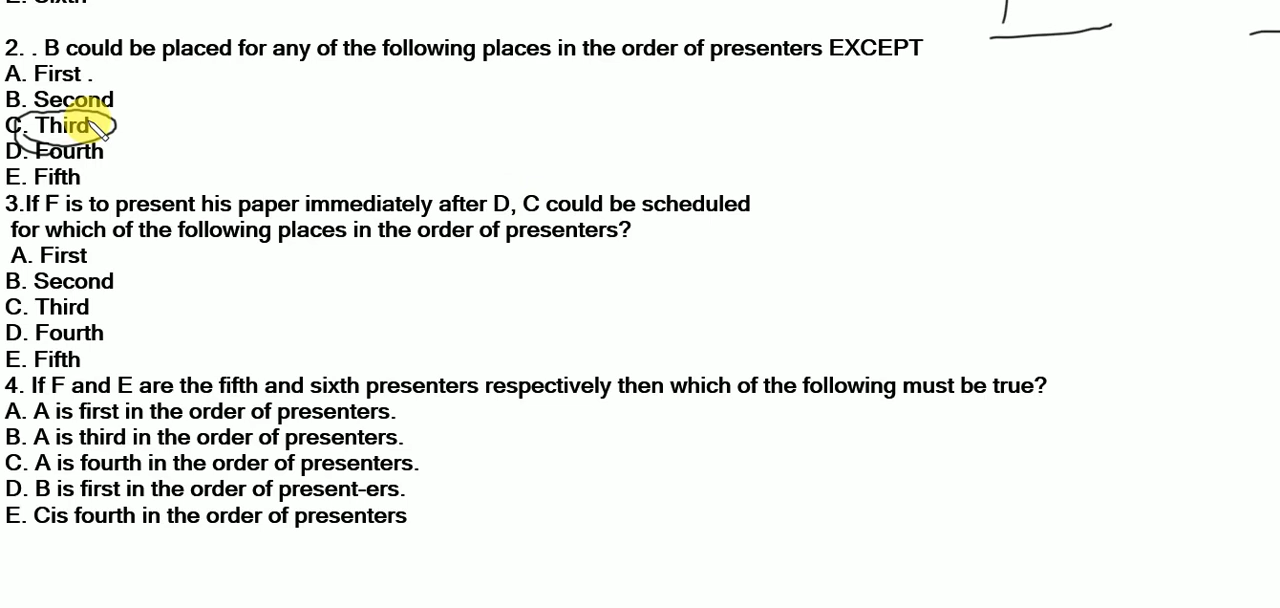 E. Sixth
2. . B could be placed for any of the following places in the order of presenters EXCEPT
A. First .
B. Second
C. Third
D. Fourth
E. Fifth
3.If F is to present his paper immediately after D, C could be scheduled
for which of the following places in the order of presenters?
A. First
B. Second
C. Third
D. Fourth
E. Fifth
4. If F and E are the fifth and sixth presenters respectively then which of the following must be true?
A. A is first in the order of presenters.
B. A is third in the order of presenters.
C. A is fourth in the order of presenters.
D. B is first in the order of present-ers.
E. Cis fourth in the order of presenters